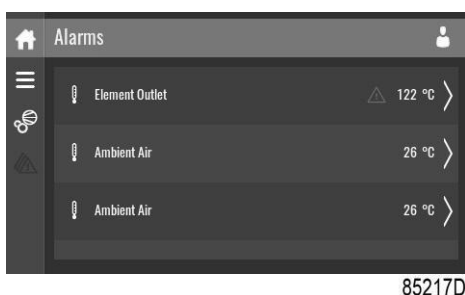 Alarms
Element Outlet 122 °C
Ambient Air 26 °C
Ambient Air 26 °C
85217D